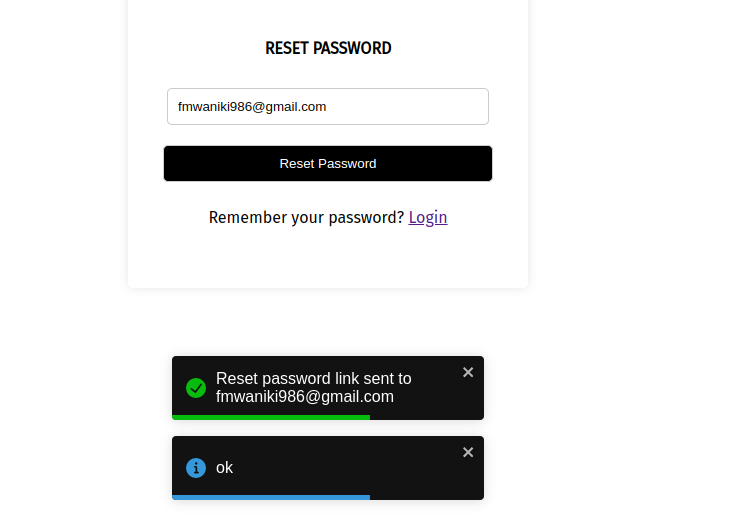 RESET PASSWORD
fmwaniki986@gmail.com
Reset Password
Remember your password? Login
Reset password link sent to
fmwaniki986@gmail.com
ok